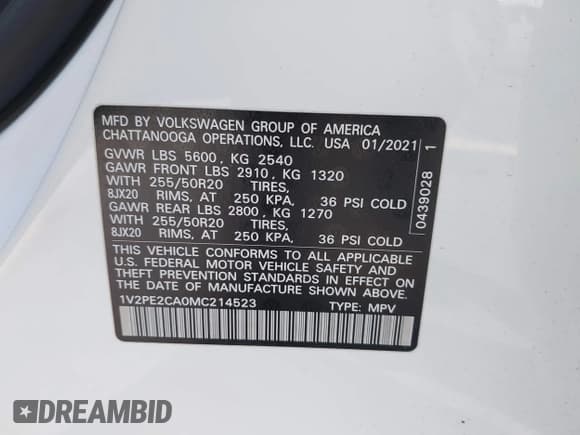 MFD BY VOLKSWAGEN GROUP OF AMERICA
CHATTANOOGA OPERATIONS, LLC. USA 01/2021
GVWR LBS 5600, KG 2540
GAWR FRONT LBS 2910, KG 1320
WITH 255/50R20 TIRES,
8JX20 RIMS, AT 250 KPA, 36 PSI COLD
GAWR REAR LBS 2800, KG 1270
WITH 255/50R20 TIRES,
8JX20 RIMS, AT 250 KPA, 36 PSI COLD
THIS VEHICLE CONFORMS TO ALL APPLICABLE
U.S. FEDERAL MOTOR VEHICLE SAFETY AND
THEFT PREVENTION STANDARDS IN EFFECT ON
THE DATE OF MANUFACTURE SHOWN ABOVE.
1V2PE2CA0MC214523 TYPE: MPV
0439028 1
DREAMBID